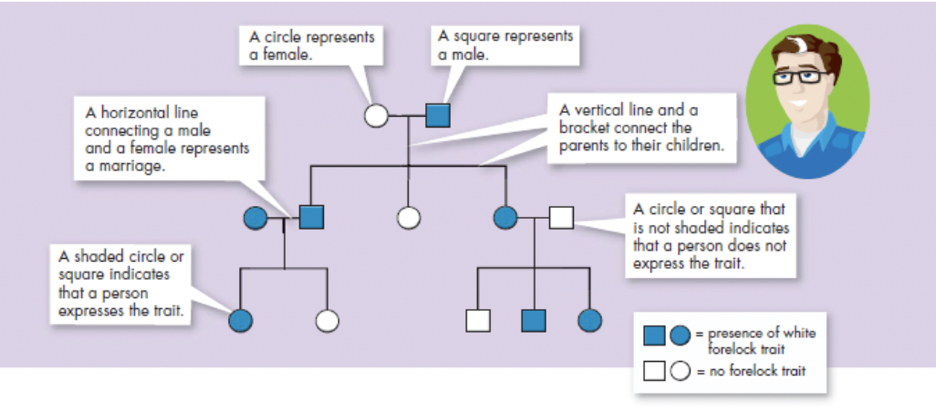 A circle represents
a female.
A square represents
a male.
A horizontal line
connecting a male
and a female represents
a marriage.
A vertical line and a
bracket connect the
parents to their children.
A circle or square that
is not shaded indicates
that a person does not
express the trait.
A shaded circle or
square indicates
that a person
expresses the trait.
= presence of white
forelock trait
= no forelock trait